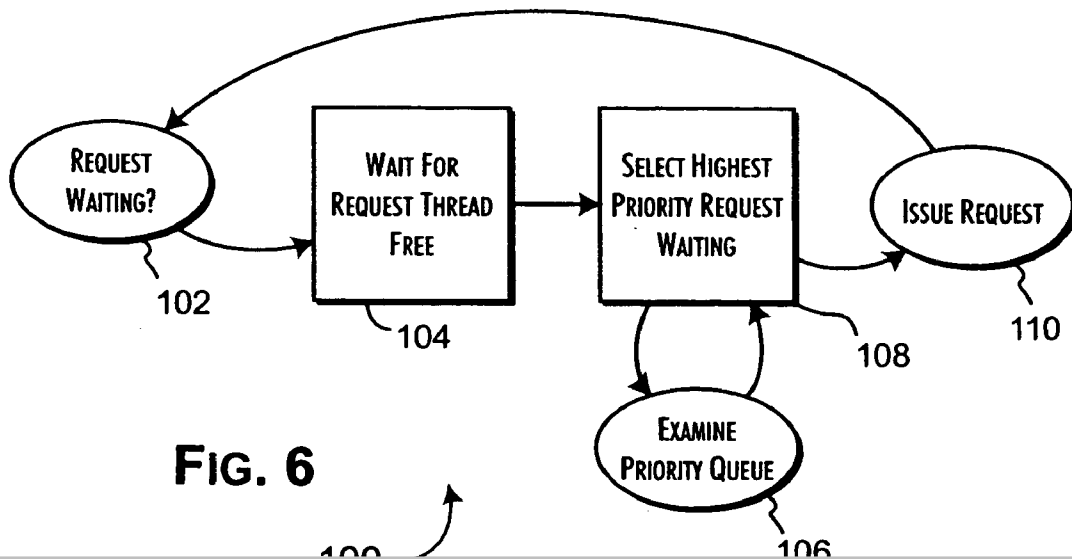 REQUEST
WAITING?
102
WAIT FOR
REQUEST THREAD
FREE
104
SELECT HIGHEST
PRIORITY REQUEST
WAITING
108
ISSUE REQUEST
110
EXAMINE
PRIORITY QUEUE
106
FIG. 6